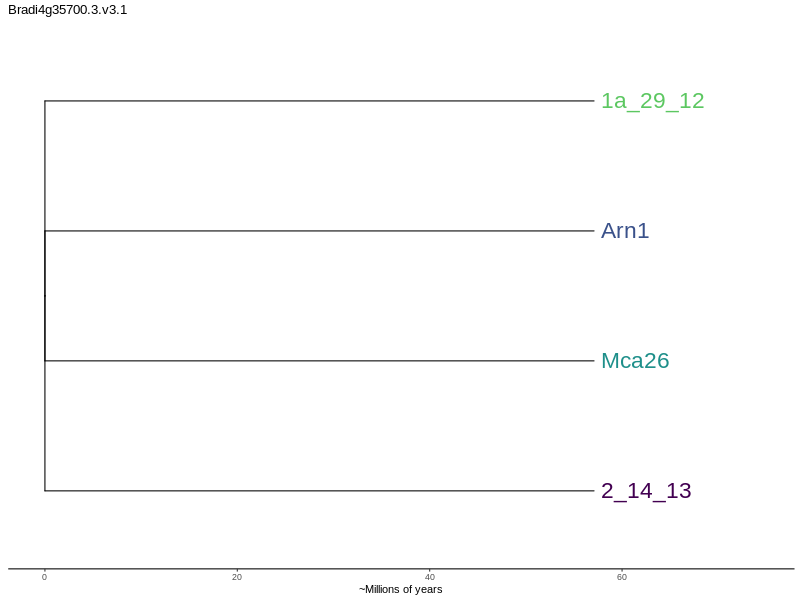 Bradi4g35700.3.v3.1
1a_29_12
Arn1
Mca26
2_14_13
0 20 40 60
~Millions of years